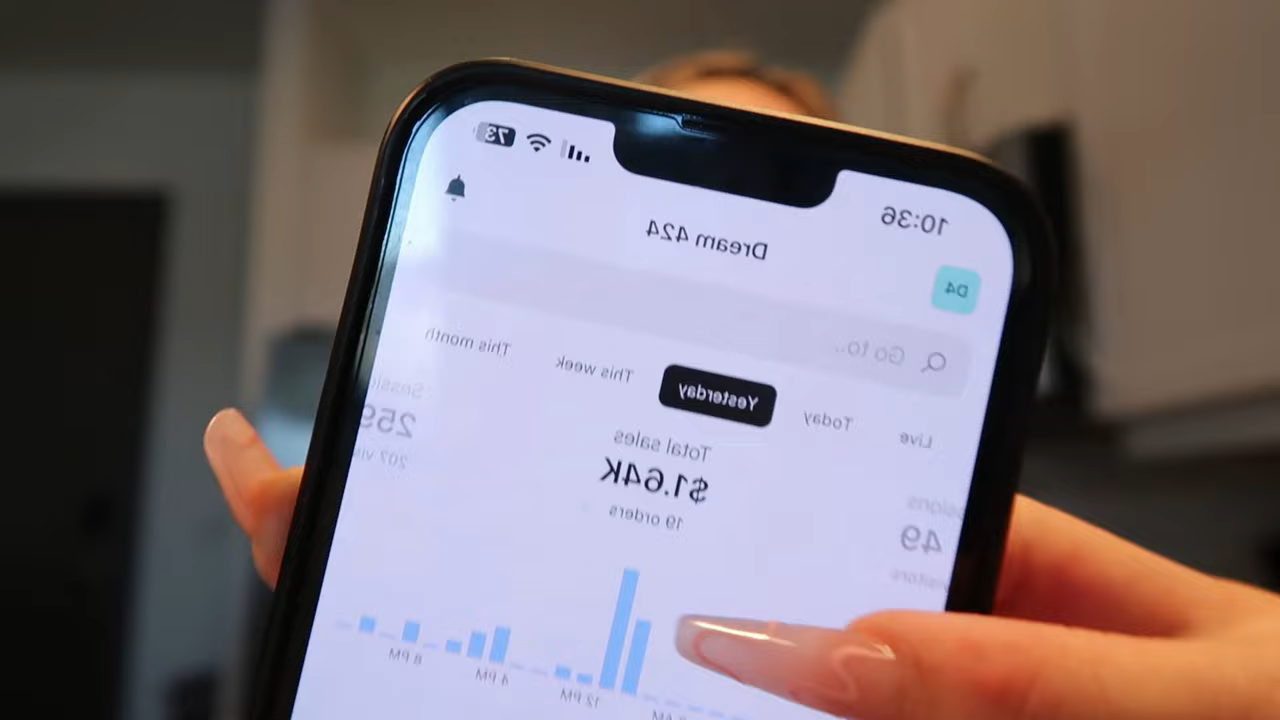 10:36
73
Dream 424
D4
Go to...
Live Today Yesterday This week This month
Total sales
$1.64K
19 orders
259
49
12 PM
4 PM
8 PM